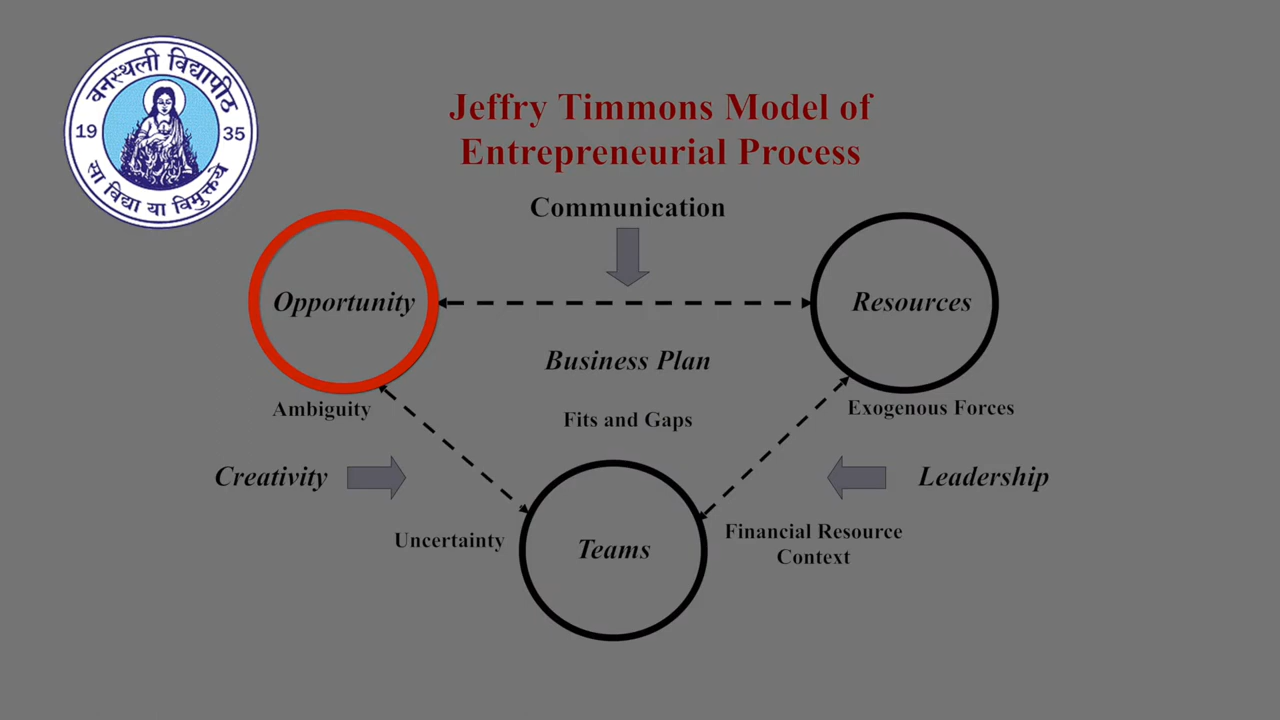 वनस्थली विद्यापीठ
19 35
सा विद्या या विमुक्तये
Jeffry Timmons Model of
Entrepreneurial Process
Communication
Opportunity
Resources
Business Plan
Ambiguity
Fits and Gaps
Exogenous Forces
Creativity
Leadership
Uncertainty
Teams
Financial Resource
Context